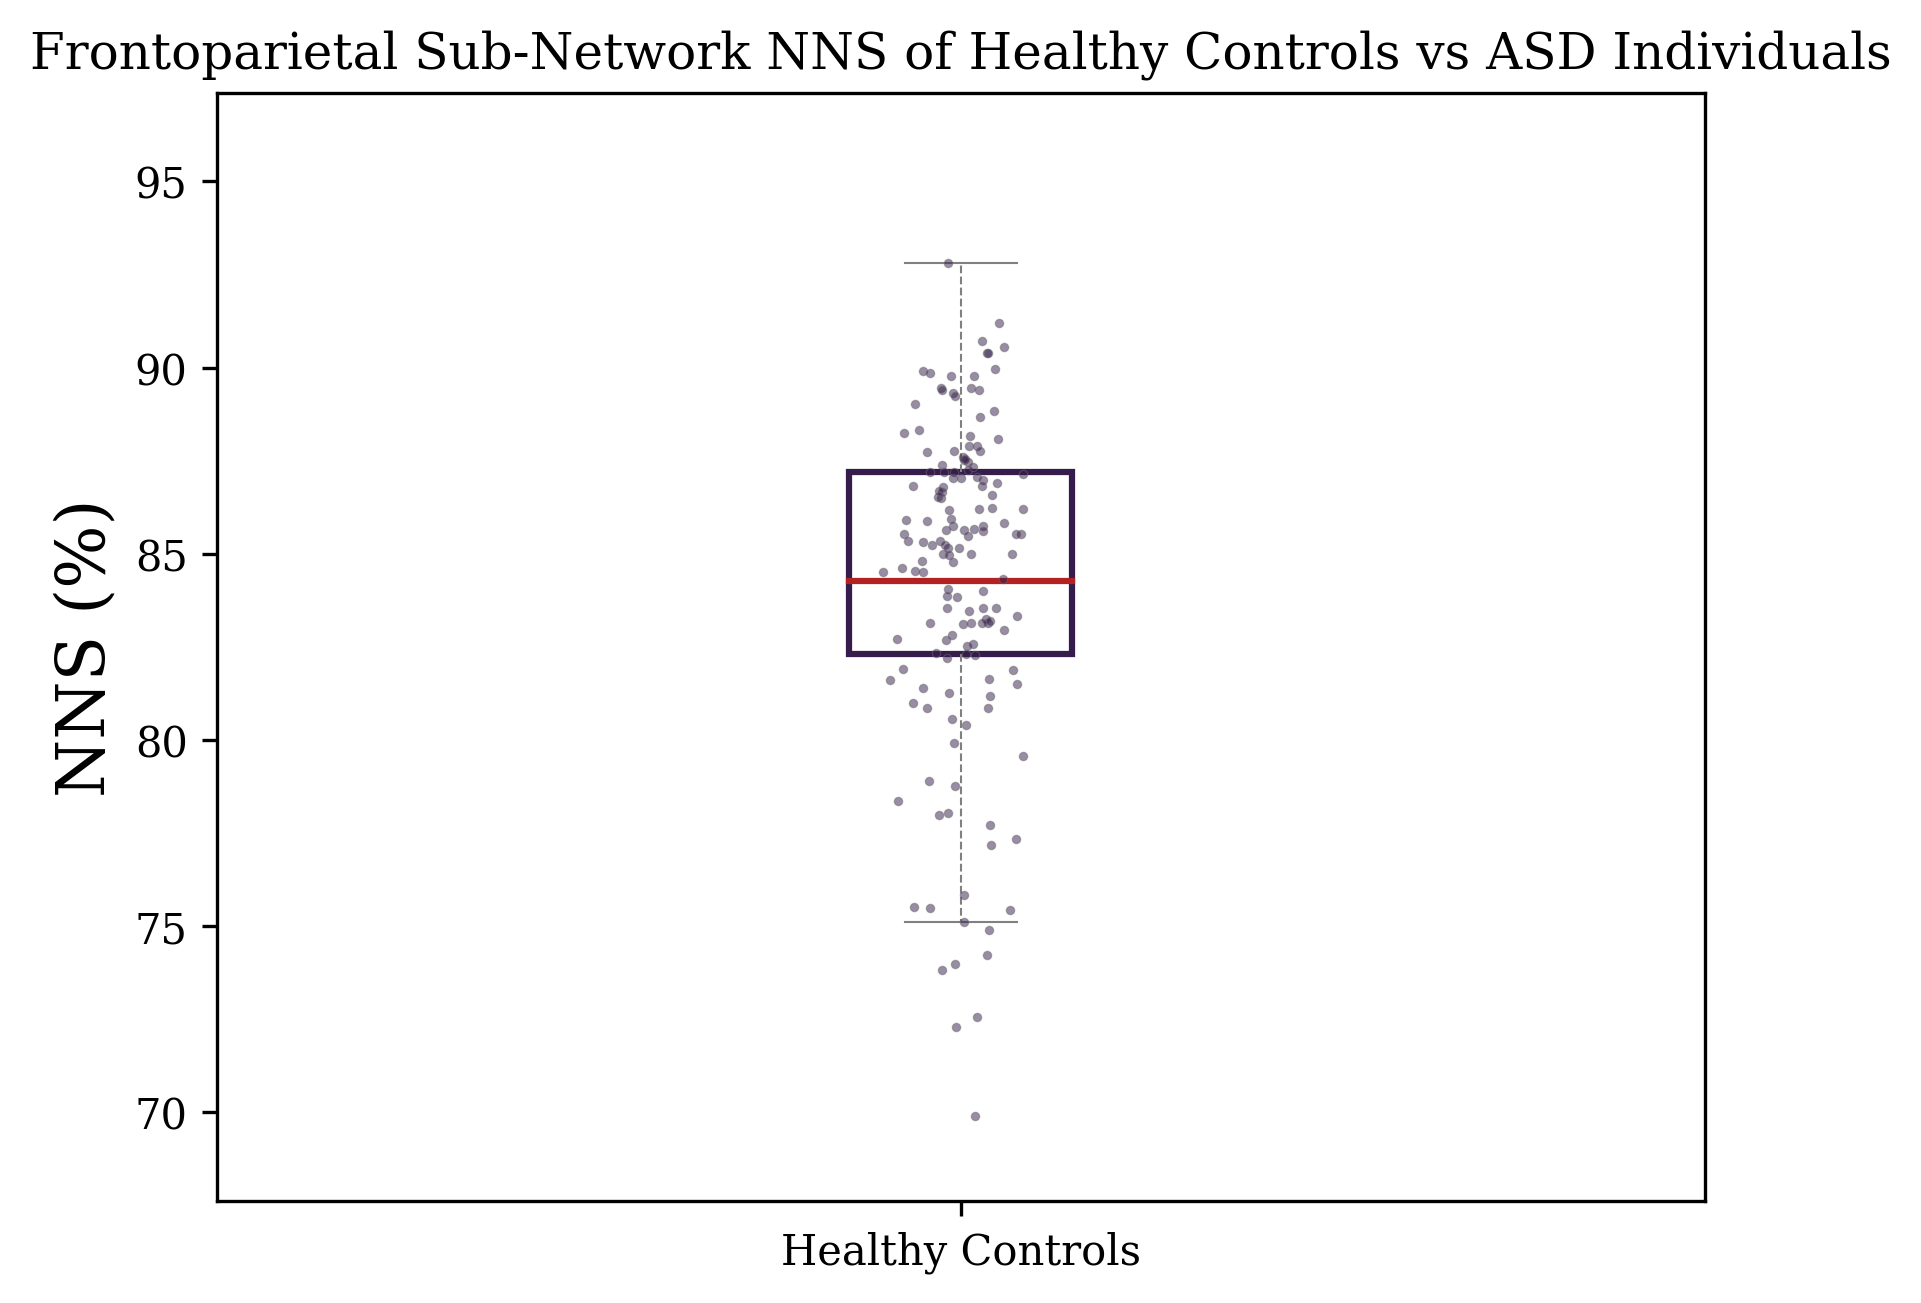 Frontoparietal Sub-Network NNS of Healthy Controls vs ASD Individuals
NNS (%)
95
90
85
80
75
70
Healthy Controls